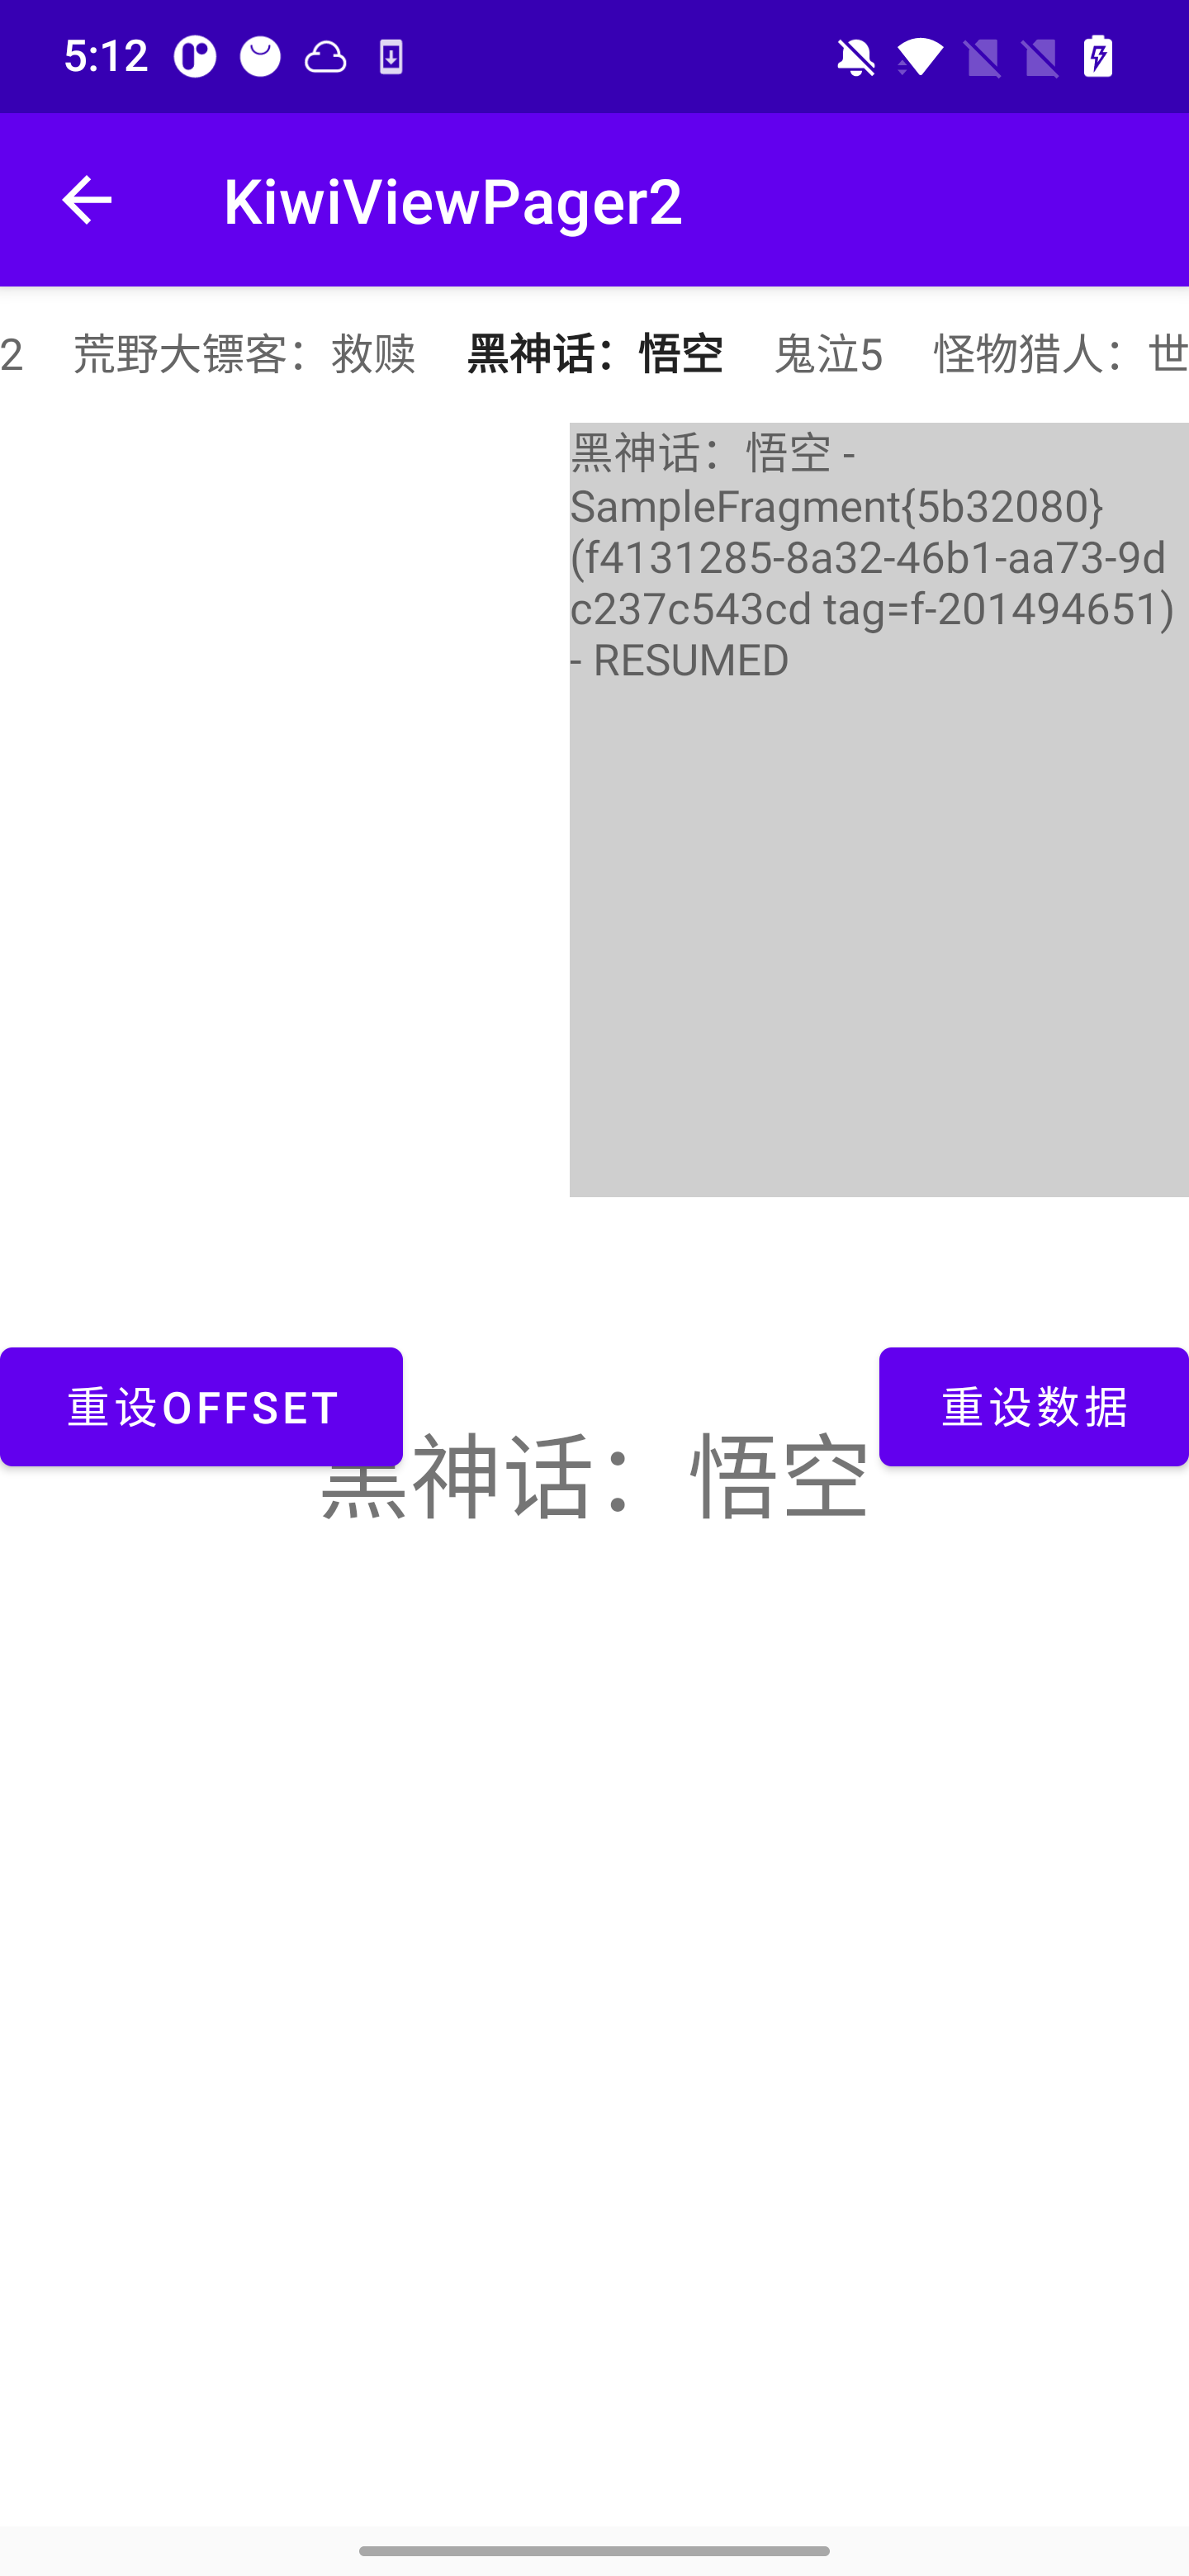 5:12
KiwiViewPager2
2 荒野大镖客：救赎 黑神话：悟空 鬼泣5 怪物猎人：世
黑神话：悟空 -
SampleFragment{5b32080}
(f4131285-8a32-46b1-aa73-9d
c237c543cd tag=f-201494651)
- RESUMED
重设OFFSET 重设数据
黑神话：悟空